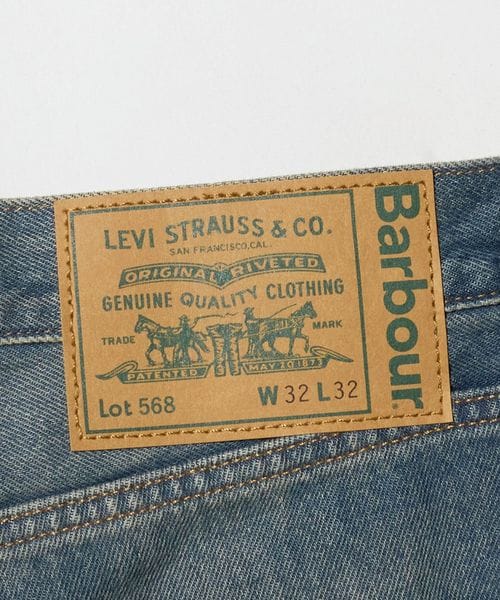 LEVI STRAUSS & CO.
SAN FRANCISCO, CAL.
ORIGINAL RIVETED
GENUINE QUALITY CLOTHING
TRADE MARK
PATENTED MAY 20 1873
Lot 568 W 32 L 32
Barbour